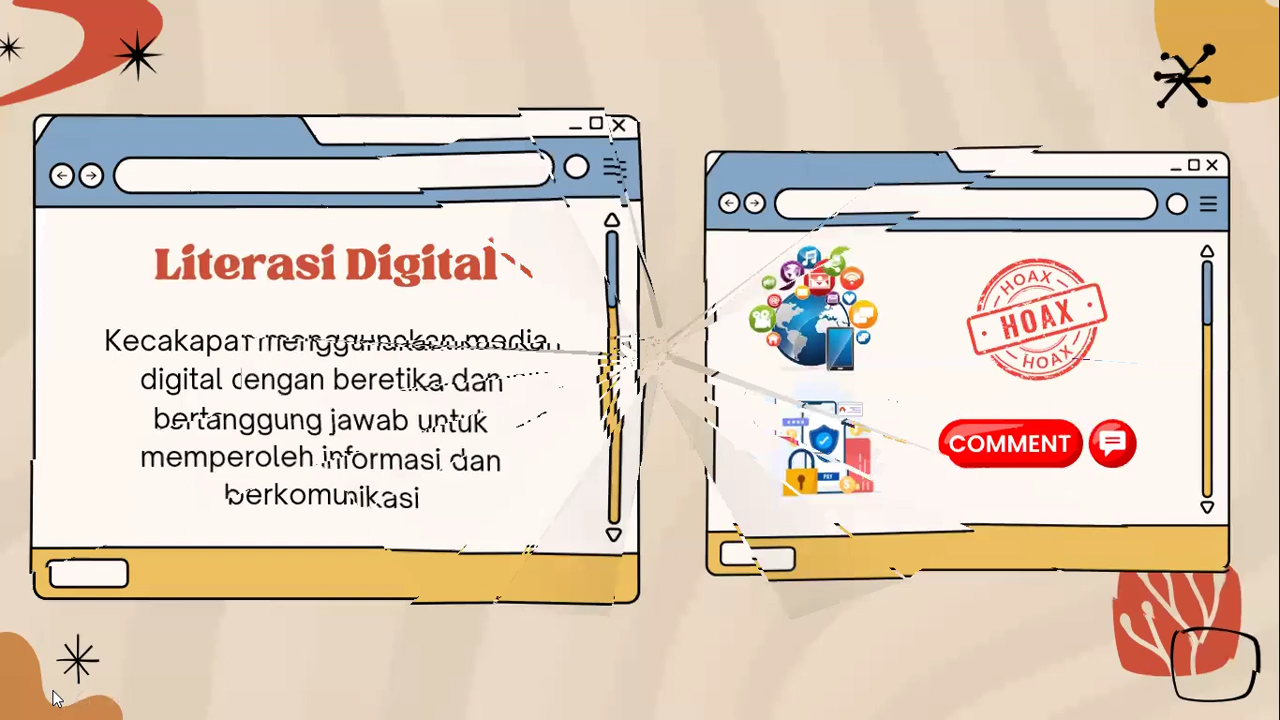 Literasi Digital
Kecakapan menggunakan media
digital dengan beretika dan
bertanggung jawab untuk
memperoleh informasi dan
berkomunikasi
HOAX
HOAX
HOAX
COMMENT